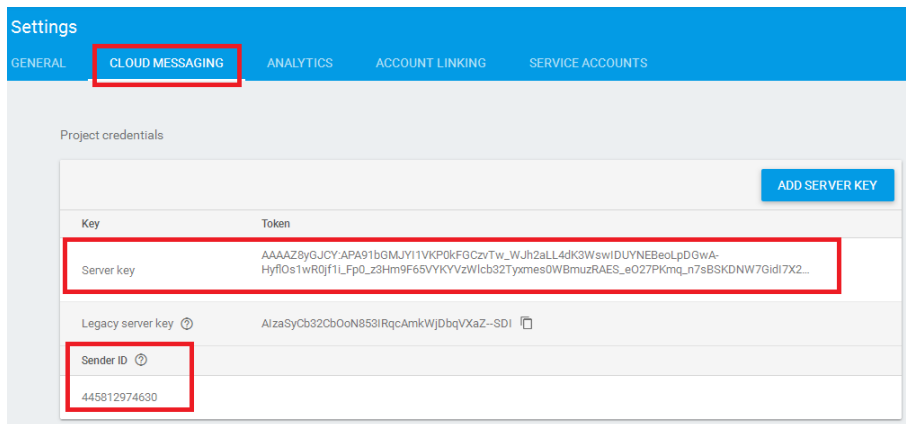 Settings
GENERAL CLOUD MESSAGING ANALYTICS ACCOUNT LINKING SERVICE ACCOUNTS
Project credentials
ADD SERVER KEY
Key Token
Server key AAAAZ8yGJCY:APA91bGMJYI1VKP0kFGCzvTw_WJh2aLL4dK3WswIDUYNEBeoLpDGwA-
HyflOs1wR0jf1i_Fp0_z3Hm9F65VYKYVzWlcb32Tyxmes0WBmuzRAES_eO27PKmq_n7sBSKDNW7GidI7X2...
Legacy server key AIzaSyCb32CbOoN853IRqcAmkWjDbqVXaZ--SDI
Sender ID
445812974630